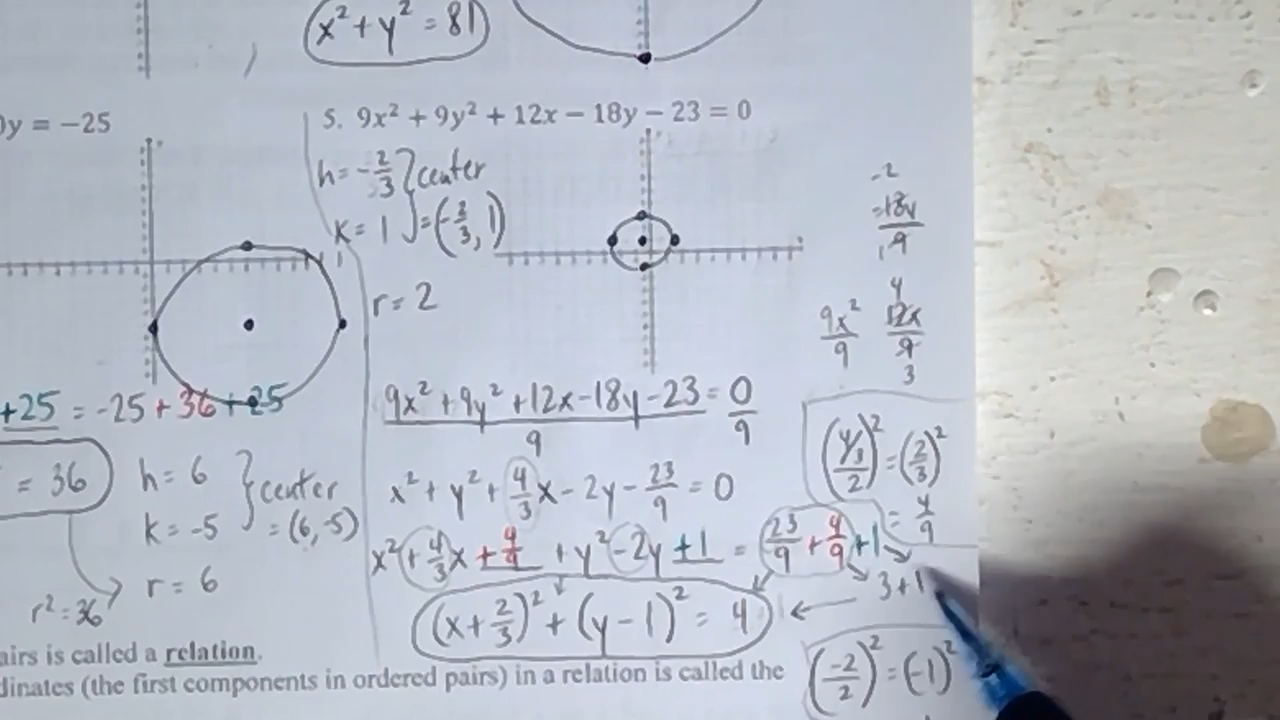 x² + y² = 81
0y = −25
5. 9x² + 9y² + 12x − 18y − 23 = 0
h = -2/3 } center
k = 1 } = (-2/3, 1)
r = 2
-2
-18y/9
1
4
9x²/9 12x/9
3
+25 = -25 + 36 + 25
= 36
h = 6 } center
k = -5 } = (6, -5)
r² = 36
r = 6
9x² + 9y² + 12x - 18y - 23 = 0/9
9
x² + y² + 4/3x - 2y - 23/9 = 0
x² + 4/3x + 4/9 + y² - 2y + 1 = 23/9 + 4/9 + 1
3+1
(x + 2/3)² + (y - 1)² = 4
(4/3/2)² = (2/3)²
= 4/9
(-2/2)² = (-1)²
airs is called a relation.
dinates (the first components in ordered pairs) in a relation is called the